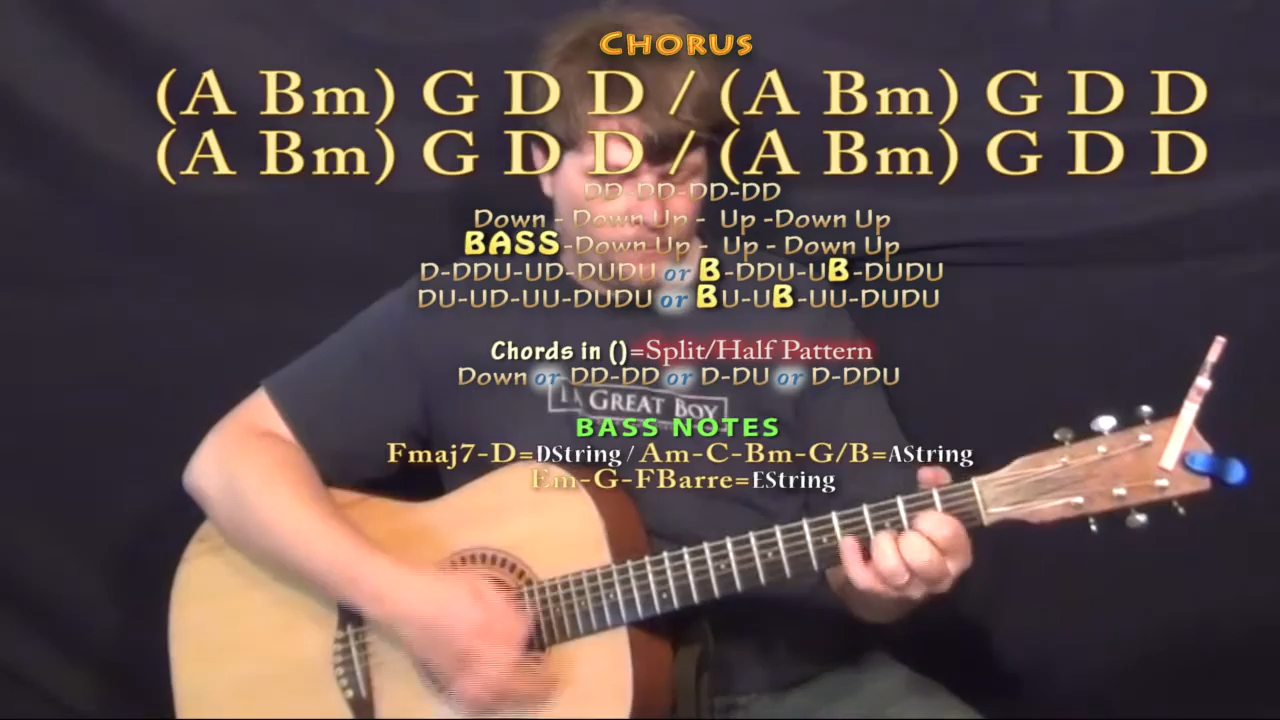 CHORUS
(A Bm) G D D / (A Bm) G D D
(A Bm) G D D / (A Bm) G D D
DD-DD-DD-DD
Down - Down Up - Up -Down Up
BASS-Down Up - Up - Down Up
D-DDU-UD-DUDU or B-DDU-UB-DUDU
DU-UD-UU-DUDU or BU-UB-UU-DUDU
Chords in ()=Split/Half Pattern
Down or DD-DD or D-DU or D-DDU
GREAT BOX
BASS NOTES
Fmaj7-D=DString / Am-C-Bm-G/B=AString
Em-G-FBarre=EString